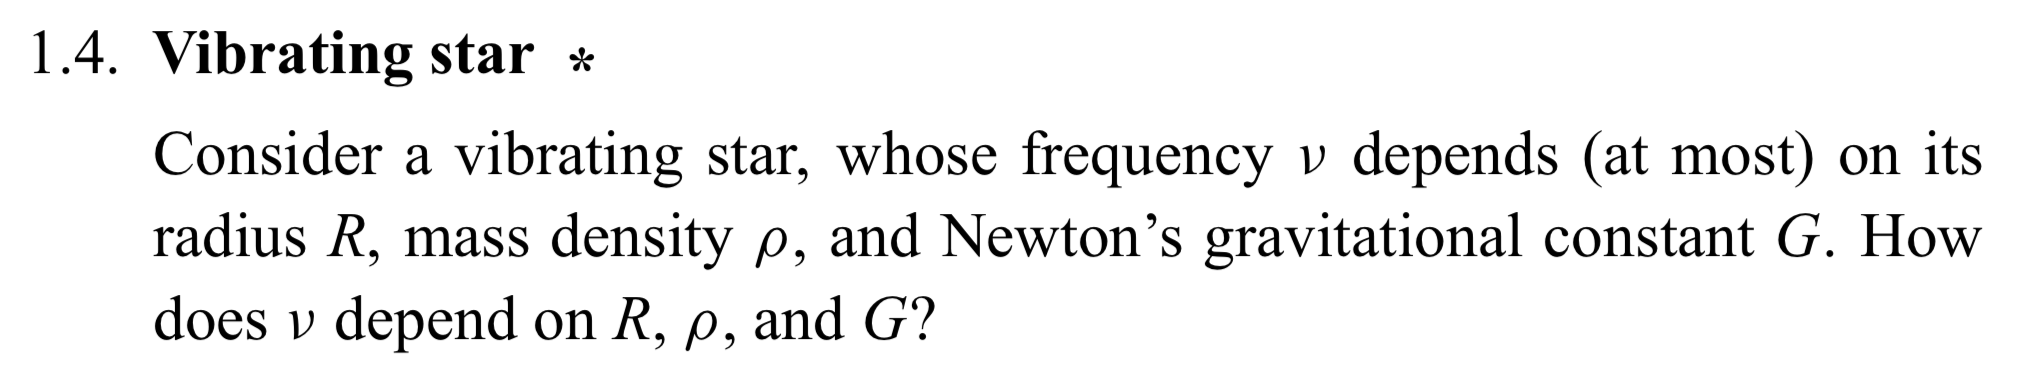 1.4. Vibrating star *
Consider a vibrating star, whose frequency ν depends (at most) on its
radius R, mass density ρ, and Newton’s gravitational constant G. How
does ν depend on R, ρ, and G?